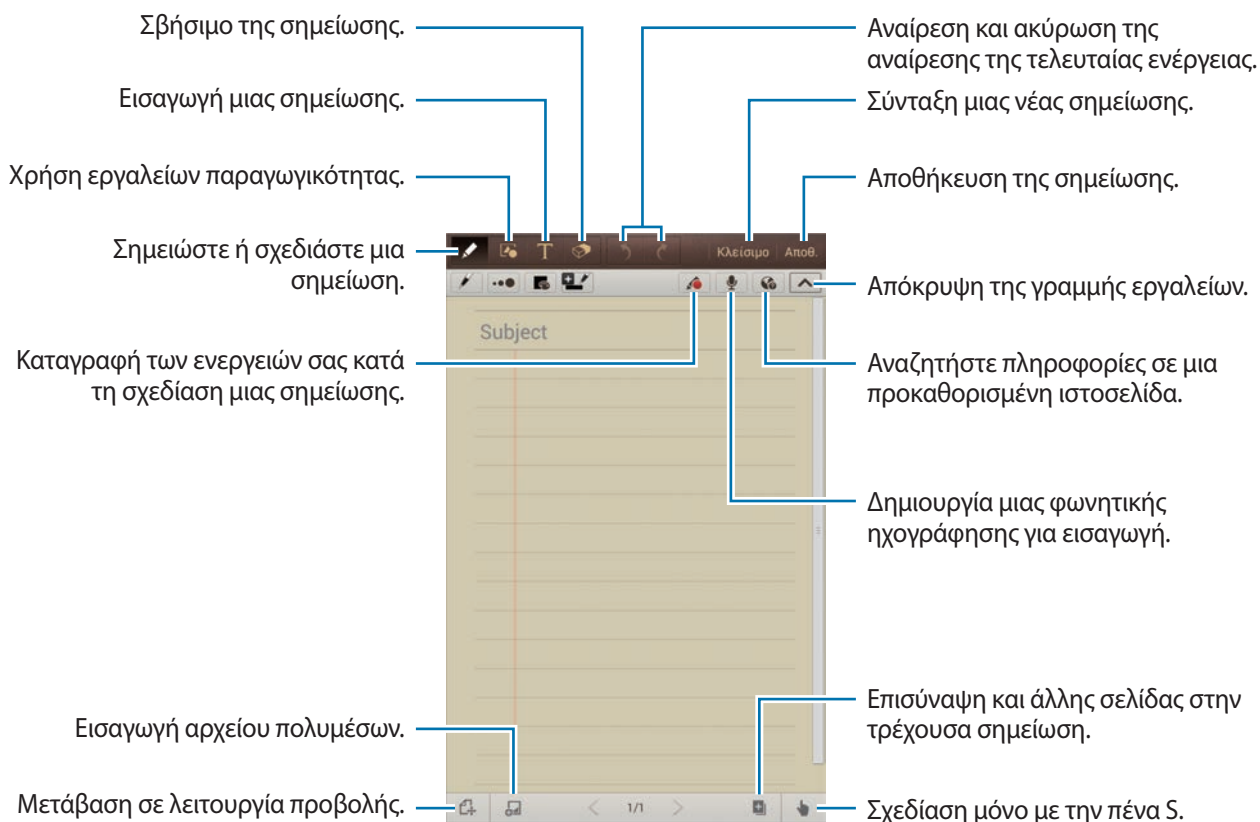 Σβήσιμο της σημείωσης.
Εισαγωγή μιας σημείωσης.
Χρήση εργαλείων παραγωγικότητας.
Σημειώστε ή σχεδιάστε μια
σημείωση.
Καταγραφή των ενεργειών σας κατά
τη σχεδίαση μιας σημείωσης.
Εισαγωγή αρχείου πολυμέσων.
Μετάβαση σε λειτουργία προβολής.
Κλείσιμο Αποθ.
Subject
1/1
Αναίρεση και ακύρωση της
αναίρεσης της τελευταίας ενέργειας.
Σύνταξη μιας νέας σημείωσης.
Αποθήκευση της σημείωσης.
Απόκρυψη της γραμμής εργαλείων.
Αναζητήστε πληροφορίες σε μια
προκαθορισμένη ιστοσελίδα.
Δημιουργία μιας φωνητικής
ηχογράφησης για εισαγωγή.
Επισύναψη και άλλης σελίδας στην
τρέχουσα σημείωση.
Σχεδίαση μόνο με την πένα S.